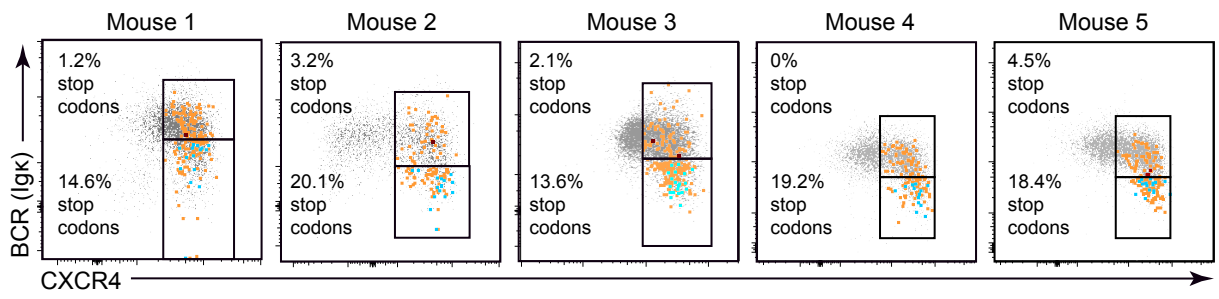 Mouse 1
Mouse 2
Mouse 3
Mouse 4
Mouse 5
BCR (Igκ)
1.2%
stop
codons
14.6%
stop
codons
3.2%
stop
codons
20.1%
stop
codons
2.1%
stop
codons
13.6%
stop
codons
0%
stop
codons
19.2%
stop
codons
4.5%
stop
codons
18.4%
stop
codons
CXCR4